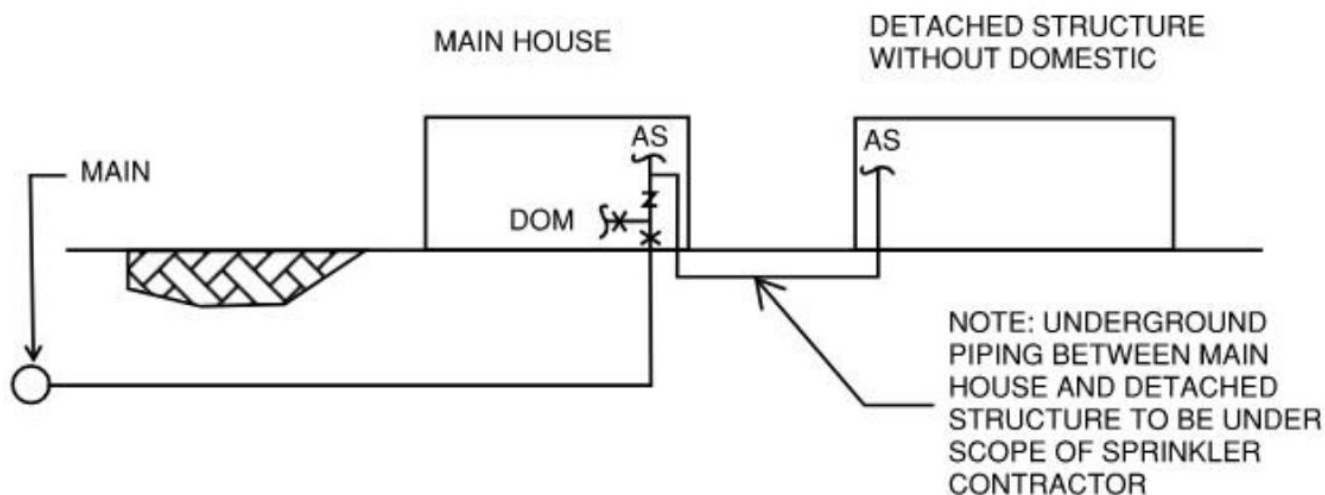 MAIN HOUSE
DETACHED STRUCTURE
WITHOUT DOMESTIC
AS
AS
MAIN
DOM
NOTE: UNDERGROUND
PIPING BETWEEN MAIN
HOUSE AND DETACHED
STRUCTURE TO BE UNDER
SCOPE OF SPRINKLER
CONTRACTOR